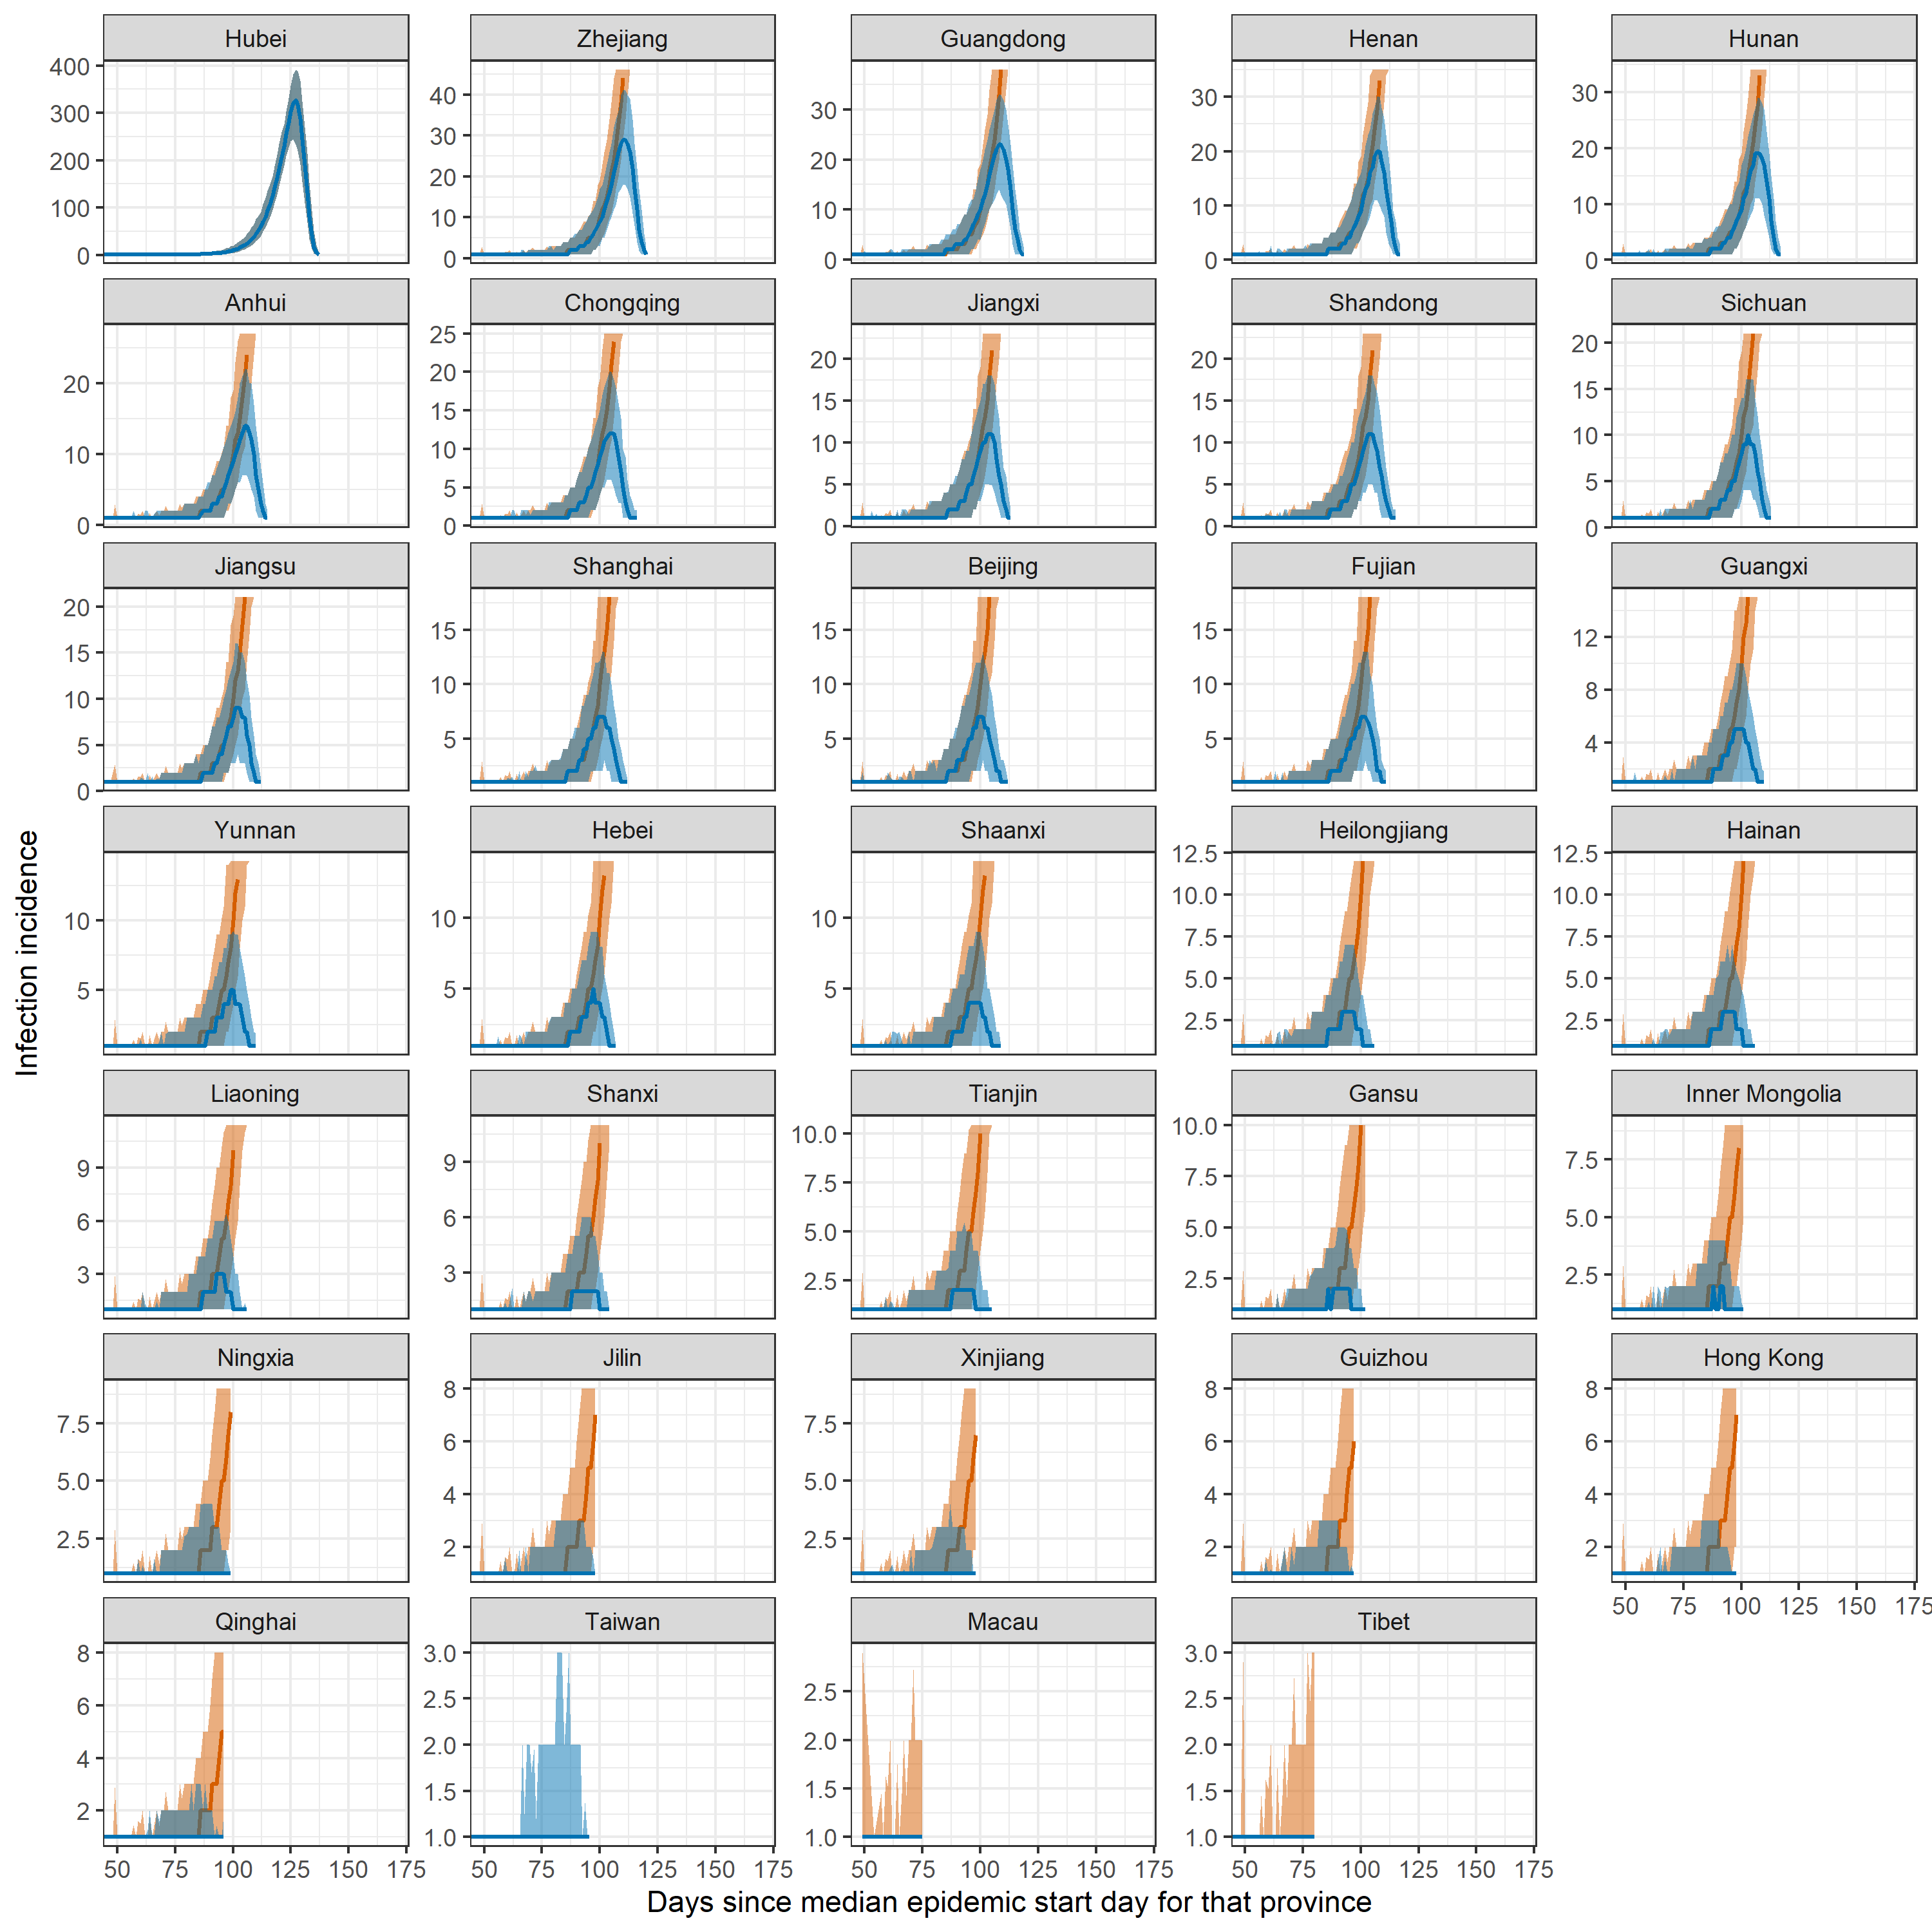 Hubei Zhejiang Guangdong Henan Hunan
400 300 200 100 0
40 30 20 10 0
30 20 10 0
30 20 10 0
30 20 10 0
Anhui Chongqing Jiangxi Shandong Sichuan
20 10 0
25 20 15 10 5 0
20 15 10 5 0
20 15 10 5 0
20 15 10 5 0
Jiangsu Shanghai Beijing Fujian Guangxi
20 15 10 5 0
15 10 5
15 10 5
15 10 5
12 8 4
Infection incidence
Yunnan Hebei Shaanxi Heilongjiang Hainan
10 5
10 5
10 5
12.5 10.0 7.5 5.0 2.5
12.5 10.0 7.5 5.0 2.5
Liaoning Shanxi Tianjin Gansu Inner Mongolia
9 6 3
9 6 3
10.0 7.5 5.0 2.5
10.0 7.5 5.0 2.5
7.5 5.0 2.5
Ningxia Jilin Xinjiang Guizhou Hong Kong
7.5 5.0 2.5
8 6 4 2
7.5 5.0 2.5
8 6 4 2
8 6 4 2
50 75 100 125 150 175
Qinghai Taiwan Macau Tibet
8 6 4 2
3.0 2.5 2.0 1.5 1.0
2.5 2.0 1.5 1.0
3.0 2.5 2.0 1.5 1.0
50 75 100 125 150 175 50 75 100 125 150 175 50 75 100 125 150 175 50 75 100 125 150 175
Days since median epidemic start day for that province